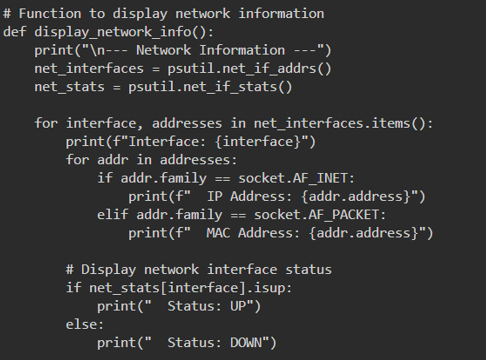 # Function to display network information
def display_network_info():
    print("\n--- Network Information ---")
    net_interfaces = psutil.net_if_addrs()
    net_stats = psutil.net_if_stats()

    for interface, addresses in net_interfaces.items():
        print(f"Interface: {interface}")
        for addr in addresses:
            if addr.family == socket.AF_INET:
                print(f"  IP Address: {addr.address}")
            elif addr.family == socket.AF_PACKET:
                print(f"  MAC Address: {addr.address}")

        # Display network interface status
        if net_stats[interface].isup:
            print("  Status: UP")
        else:
            print("  Status: DOWN")